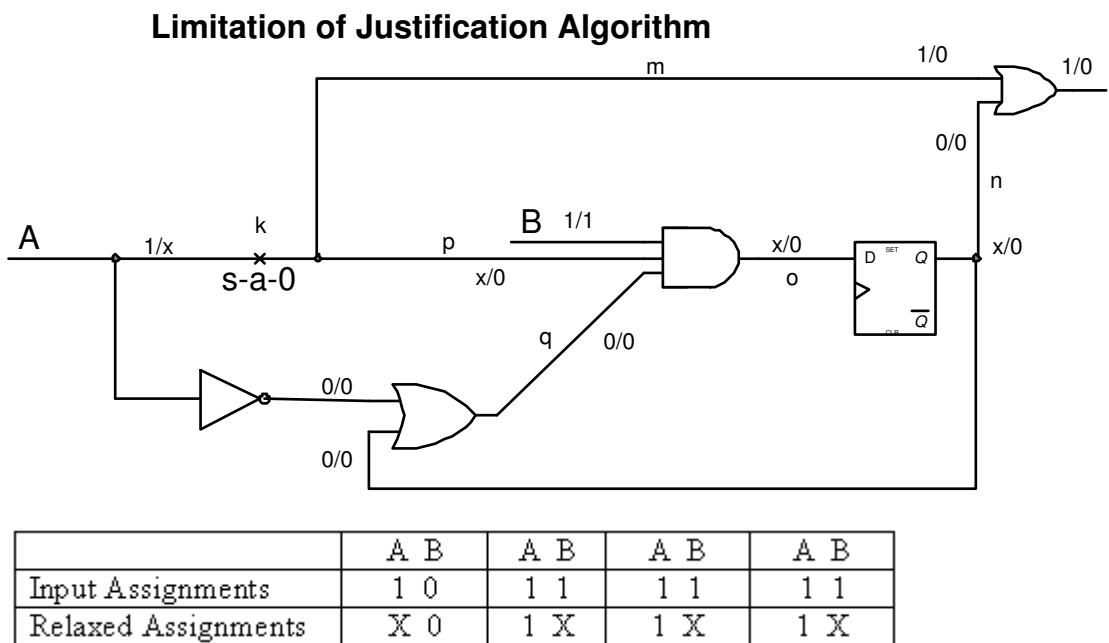 Limitation of Justification Algorithm
1/0
1/0
m
0/0
n
A
1/x
k
s-a-0
p
x/0
B 1/1
x/0
o
D SET Q
CLR Q
x/0
q
0/0
0/0
0/0
A B A B A B A B
Input Assignments 1 0 1 1 1 1 1 1
Relaxed Assignments X 0 1 X 1 X 1 X